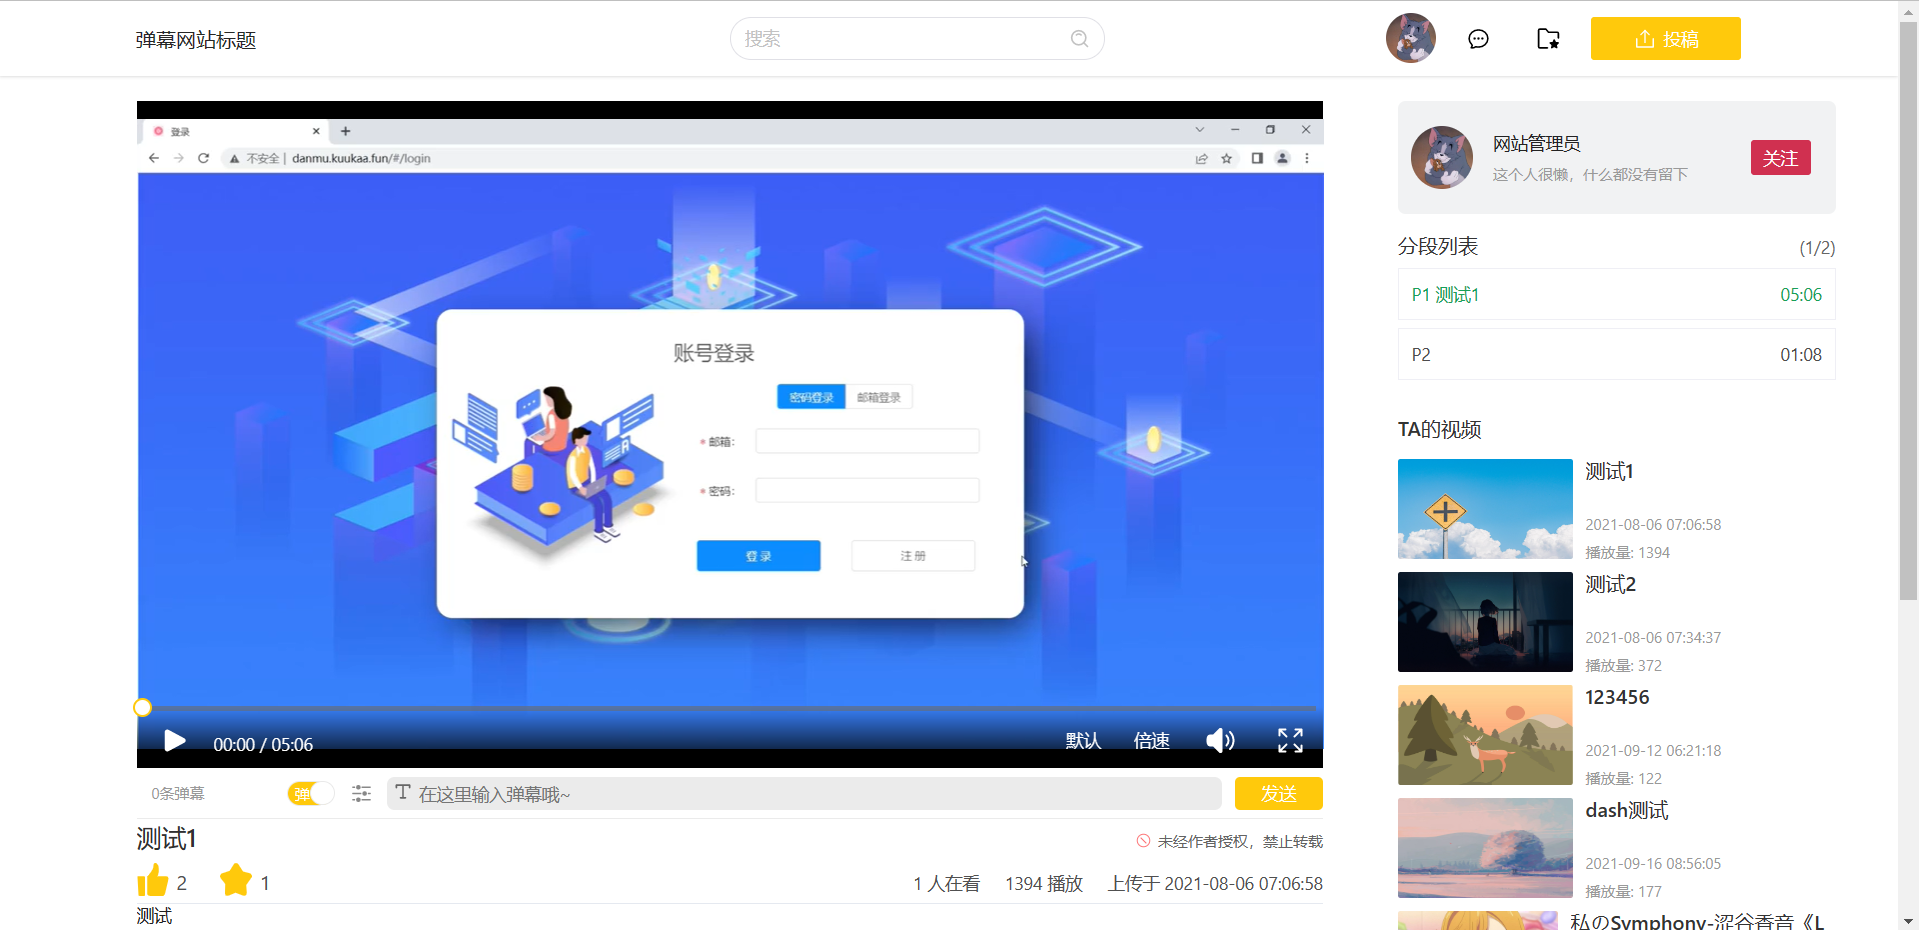 弹幕网站标题
搜索
投稿
登录
不安全 | danmu.kuukaa.fun/#/login
账号登录
密码登录 邮箱登录
* 邮箱:
* 密码:
登 录 注 册
00:00 / 05:06 默认 倍速
0条弹幕 弹 在这里输入弹幕哦~ 发送
测试1 未经作者授权，禁止转载
2 1 1 人在看 1394 播放 上传于 2021-08-06 07:06:58
测试
网站管理员
这个人很懒，什么都没有留下
关注
分段列表 (1/2)
P1 测试1 05:06
P2 01:08
TA的视频
测试1
2021-08-06 07:06:58
播放量: 1394
测试2
2021-08-06 07:34:37
播放量: 372
123456
2021-09-12 06:21:18
播放量: 122
dash测试
2021-09-16 08:56:05
播放量: 177
私のSymphony-涩谷香音《L